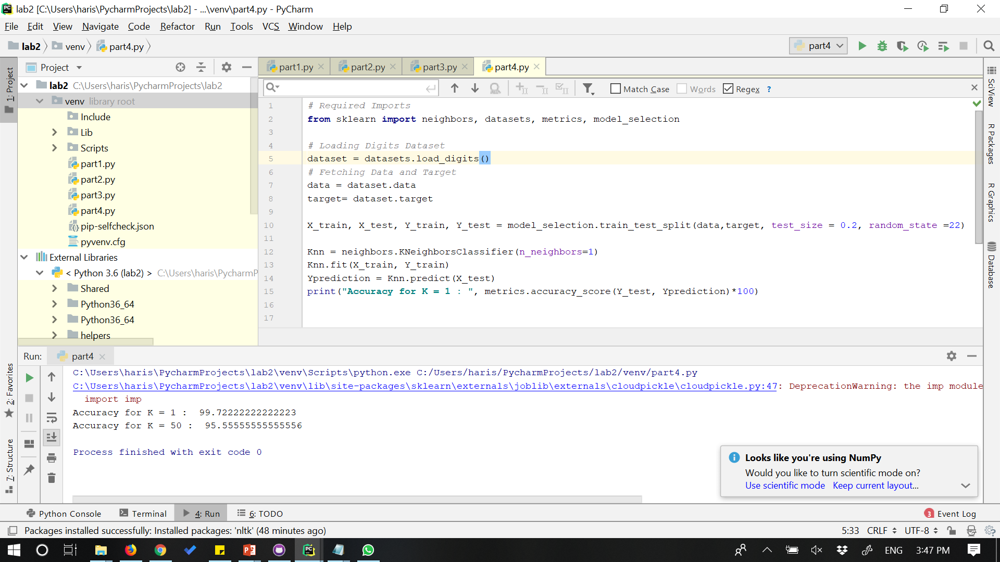 lab2 [C:\Users\haris\PycharmProjects\lab2] - ...\venv\part4.py - PyCharm
File Edit View Navigate Code Refactor Run Tools VCS Window Help
lab2 venv part4.py part4
1: Project
Project
part1.py part2.py part3.py part4.py
lab2 C:\Users\haris\PycharmProjects\lab2
venv library root
Include
Lib
Scripts
part1.py
part2.py
part3.py
part4.py
pip-selfcheck.json
pyvenv.cfg
External Libraries
< Python 3.6 (lab2) > C:\Users\haris\PycharmP
Shared
Python36_64
Python36_64
helpers
Match Case Words Regex ?
1 # Required Imports
2 from sklearn import neighbors, datasets, metrics, model_selection
3
4 # Loading Digits Dataset
5 dataset = datasets.load_digits()
6 # Fetching Data and Target
7 data = dataset.data
8 target= dataset.target
9
10 X_train, X_test, Y_train, Y_test = model_selection.train_test_split(data,target, test_size = 0.2, random_state =22)
11
12 Knn = neighbors.KNeighborsClassifier(n_neighbors=1)
13 Knn.fit(X_train, Y_train)
14 Yprediction = Knn.predict(X_test)
15 print("Accuracy for K = 1 : ", metrics.accuracy_score(Y_test, Yprediction)*100)
16
17
SciView
R Packages
R Graphics
Database
Run: part4
2: Favorites
7: Structure
C:\Users\haris\PycharmProjects\lab2\venv\Scripts\python.exe C:/Users/haris/PycharmProjects/lab2/venv/part4.py
C:\Users\haris\PycharmProjects\lab2\venv\lib\site-packages\sklearn\externals\joblib\externals\cloudpickle\cloudpickle.py:47: DeprecationWarning: the imp module
import imp
Accuracy for K = 1 :  99.72222222222223
Accuracy for K = 50 :  95.55555555555556
Process finished with exit code 0
Looks like you're using NumPy
Would you like to turn scientific mode on?
Use scientific mode Keep current layout...
Python Console Terminal 4: Run 6: TODO 3 Event Log
Packages installed successfully: Installed packages: 'nltk' (48 minutes ago) 5:33 CRLF UTF-8
ENG 3:47 PM